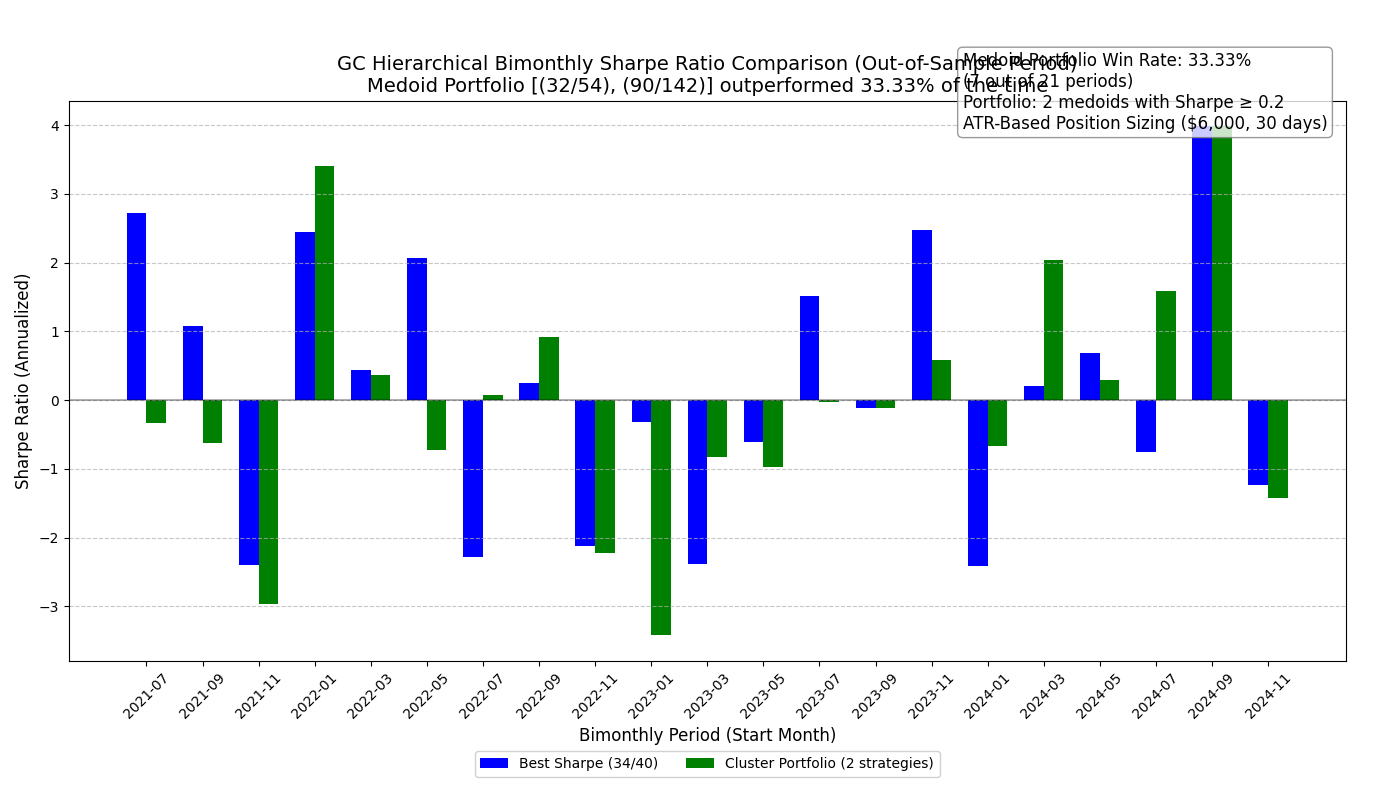 GC Hierarchical Bimonthly Sharpe Ratio Comparison (Out-of-Sample Period)
Medoid Portfolio [(32/54), (90/142)] outperformed 33.33% of the time
Medoid Portfolio Win Rate: 33.33%
(7 out of 21 periods)
Portfolio: 2 medoids with Sharpe ≥ 0.2
ATR-Based Position Sizing ($6,000, 30 days)
Sharpe Ratio (Annualized)
4
3
2
1
0
−1
−2
−3
2021-07
2021-09
2021-11
2022-01
2022-03
2022-05
2022-07
2022-09
2022-11
2023-01
2023-03
2023-05
2023-07
2023-09
2023-11
2024-01
2024-03
2024-05
2024-07
2024-09
2024-11
Bimonthly Period (Start Month)
Best Sharpe (34/40)
Cluster Portfolio (2 strategies)